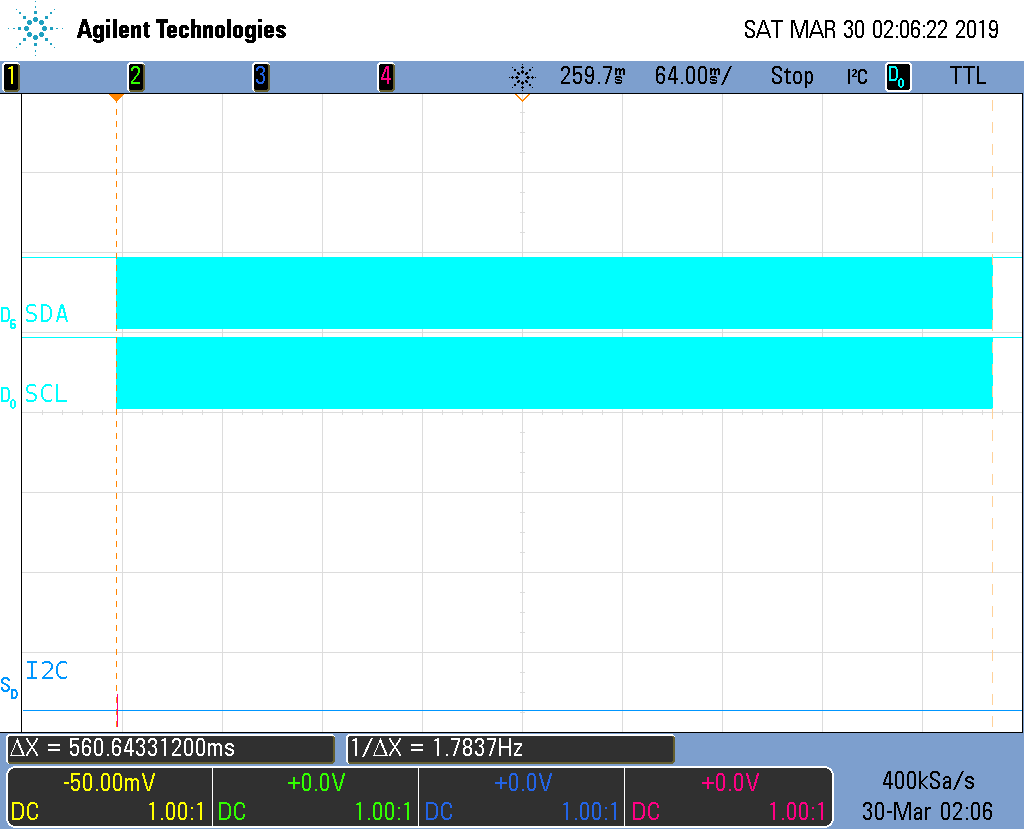 Agilent Technologies SAT MAR 30 02:06:22 2019
1 2 3 4 259.7ms 64.00ms/ Stop I²C D0 TTL
D6 SDA
D0 SCL
I2C
SD
ΔX = 560.64331200ms 1/ΔX = 1.7837Hz
-50.00mV +0.0V +0.0V +0.0V 400kSa/s
DC 1.00:1 DC 1.00:1 DC 1.00:1 DC 1.00:1 30-Mar 02:06